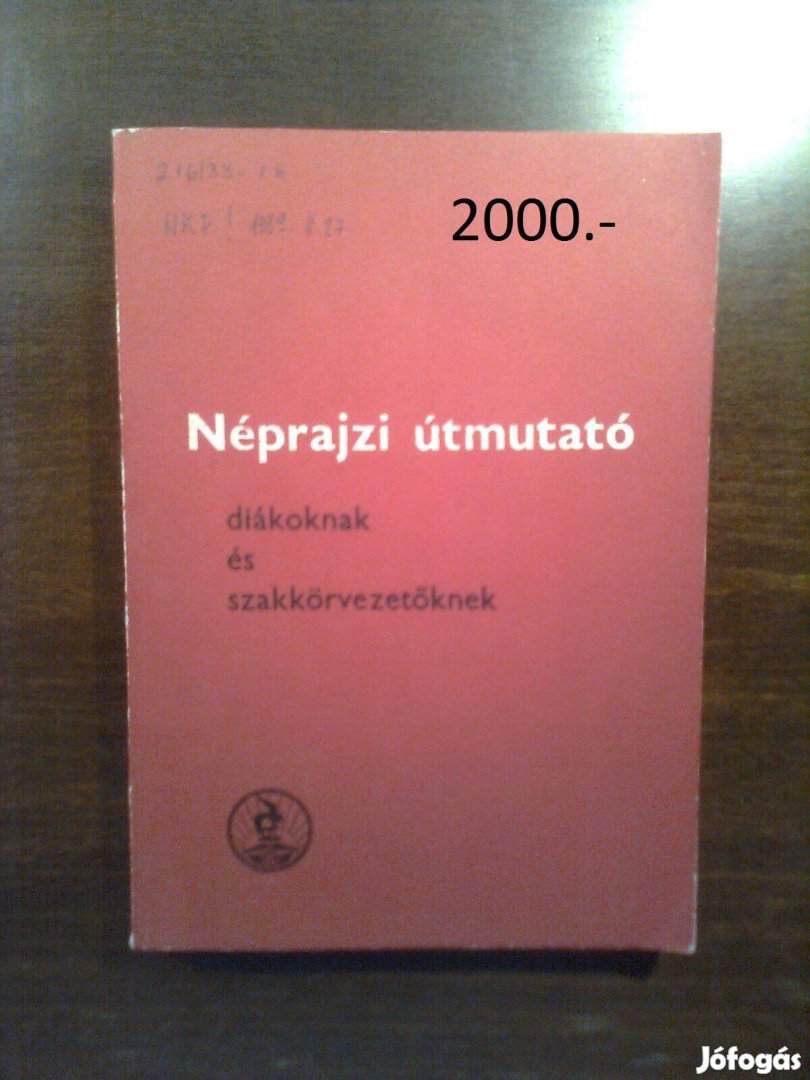 2000.-
Néprajzi útmutató
diákoknak
és
szakkörvezetőknek
Jófogás